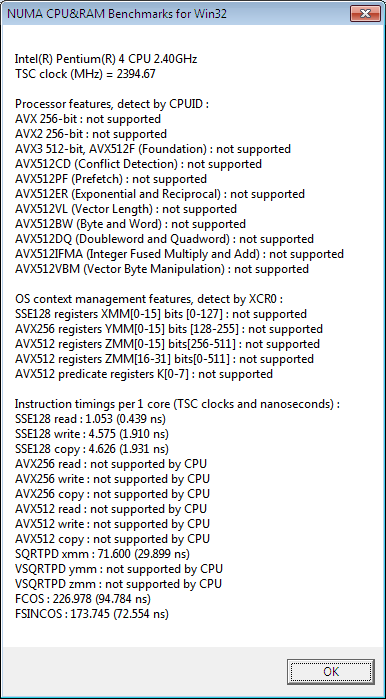 NUMA CPU&RAM Benchmarks for Win32
Intel(R) Pentium(R) 4 CPU 2.40GHz
TSC clock (MHz) = 2394.67
Processor features, detect by CPUID :
AVX 256-bit : not supported
AVX2 256-bit : not supported
AVX3 512-bit, AVX512F (Foundation) : not supported
AVX512CD (Conflict Detection) : not supported
AVX512PF (Prefetch) : not supported
AVX512ER (Exponential and Reciprocal) : not supported
AVX512VL (Vector Length) : not supported
AVX512BW (Byte and Word) : not supported
AVX512DQ (Doubleword and Quadword) : not supported
AVX512IFMA (Integer Fused Multiply and Add) : not supported
AVX512VBM (Vector Byte Manipulation) : not supported
OS context management features, detect by XCR0 :
SSE128 registers XMM[0-15] bits [0-127] : not supported
AVX256 registers YMM[0-15] bits [128-255] : not supported
AVX512 registers ZMM[0-15] bits[256-511] : not supported
AVX512 registers ZMM[16-31] bits[0-511] : not supported
AVX512 predicate registers K[0-7] : not supported
Instruction timings per 1 core (TSC clocks and nanoseconds) :
SSE128 read : 1.053 (0.439 ns)
SSE128 write : 4.575 (1.910 ns)
SSE128 copy : 4.626 (1.931 ns)
AVX256 read : not supported by CPU
AVX256 write : not supported by CPU
AVX256 copy : not supported by CPU
AVX512 read : not supported by CPU
AVX512 write : not supported by CPU
AVX512 copy : not supported by CPU
SQRTPD xmm : 71.600 (29.899 ns)
VSQRTPD ymm : not supported by CPU
VSQRTPD zmm : not supported by CPU
FCOS : 226.978 (94.784 ns)
FSINCOS : 173.745 (72.554 ns)
OK